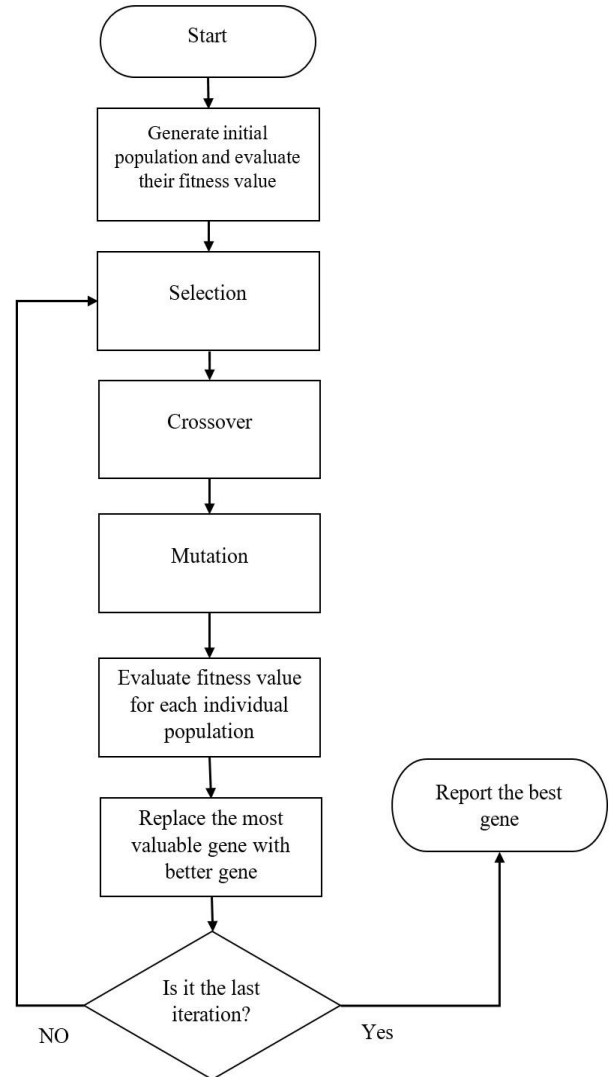 Start
Generate initial
population and evaluate
their fitness value
Selection
Crossover
Mutation
Evaluate fitness value
for each individual
population
Replace the most
valuable gene with
better gene
Report the best
gene
Is it the last
iteration?
NO
Yes